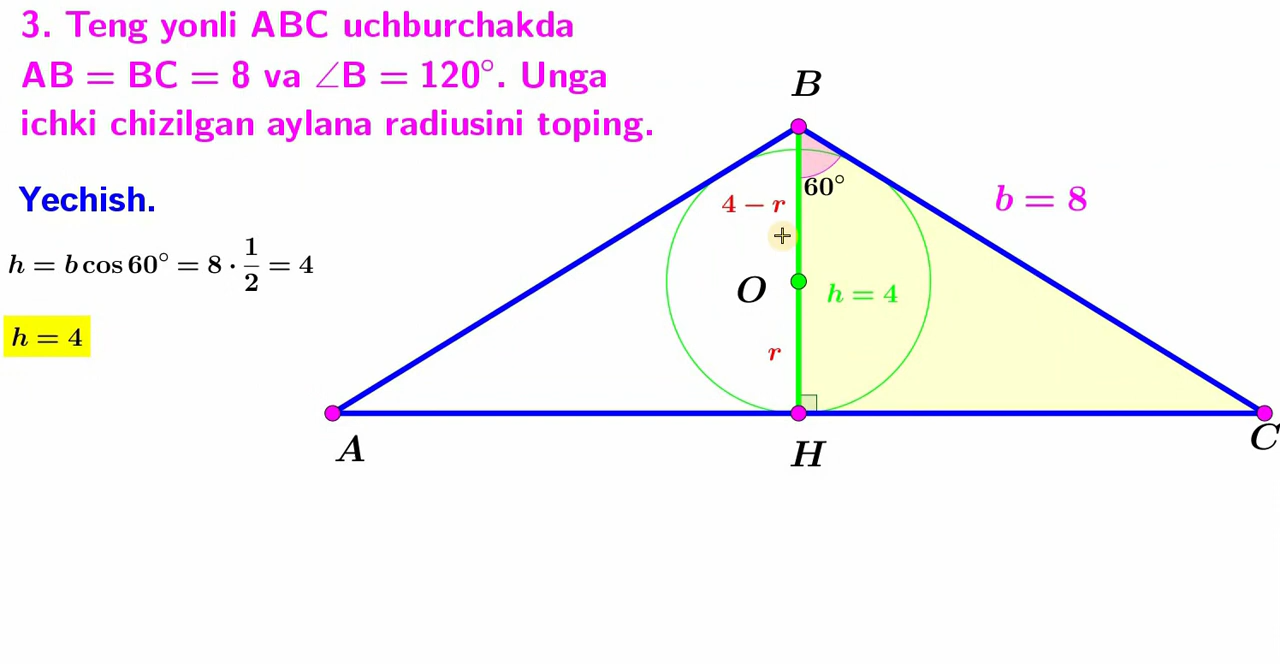 3. Teng yonli ABC uchburchakda
AB = BC = 8 va ∠B = 120°. Unga
ichki chizilgan aylana radiusini toping.
Yechish.
h = b cos 60° = 8 · 1/2 = 4
h = 4
B
60°
4 − r
b = 8
O
h = 4
r
A
H
C